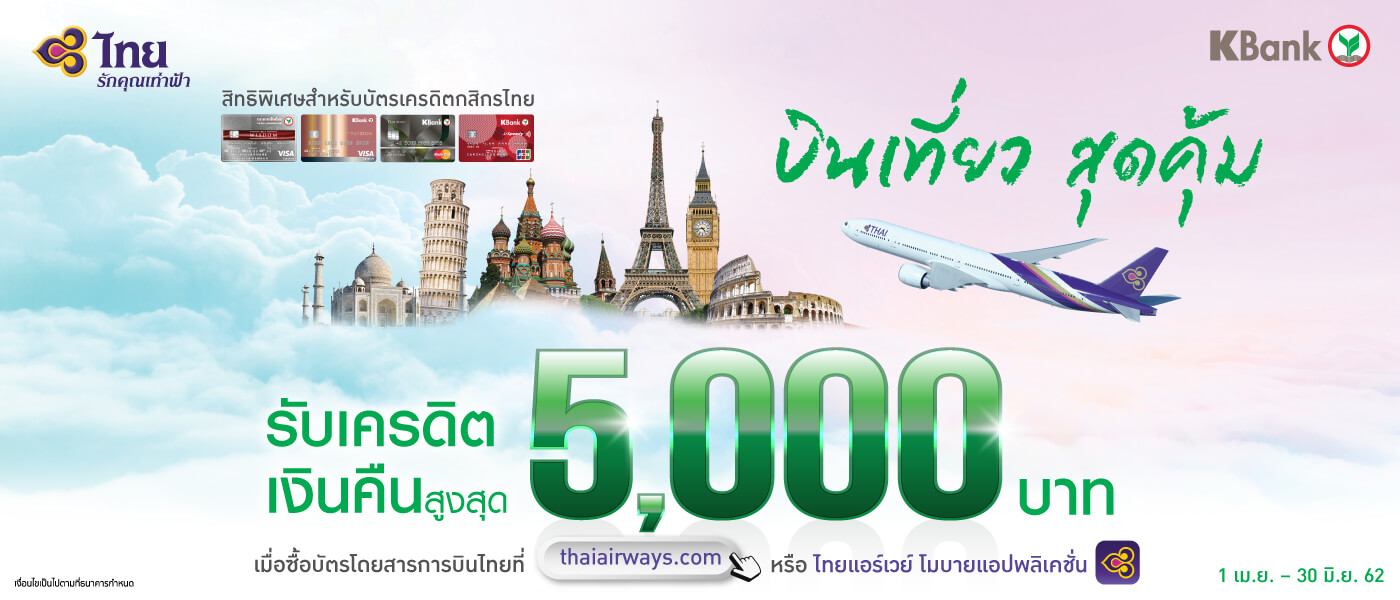 ไทย
รักคุณเท่าฟ้า
KBank
สิทธิพิเศษสำหรับบัตรเครดิตกสิกรไทย
WISDOM
VISA
KBank
VISA
KBank
KBank
JCB
บินเที่ยว สุดคุ้ม
THAI
รับเครดิต
เงินคืนสูงสุด
5,000 บาท
เมื่อซื้อบัตรโดยสารการบินไทยที่ thaiairways.com หรือ ไทยแอร์เวย์ โมบายแอปพลิเคชั่น
เงื่อนไขเป็นไปตามที่ธนาคารกำหนด
1 เม.ย. – 30 มิ.ย. 62